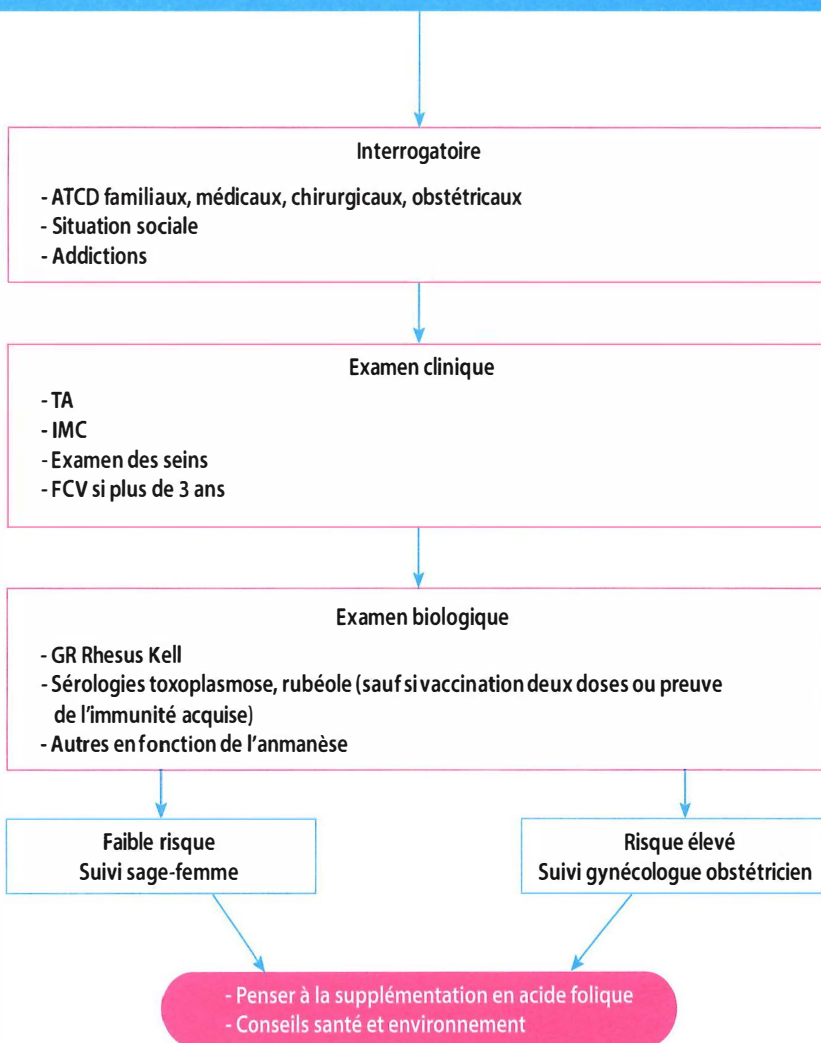 Interrogatoire
- ATCD familiaux, médicaux, chirurgicaux, obstétricaux
- Situation sociale
- Addictions
Examen clinique
- TA
- IMC
- Examen des seins
- FCV si plus de 3 ans
Examen biologique
- GR Rhesus Kell
- Sérologies toxoplasmose, rubéole (sauf si vaccination deux doses ou preuve
de l'immunité acquise)
- Autres en fonction de l'anmanèse
Faible risque
Suivi sage-femme
Risque élevé
Suivi gynécologue obstétricien
- Penser à la supplémentation en acide folique
- Conseils santé et environnement